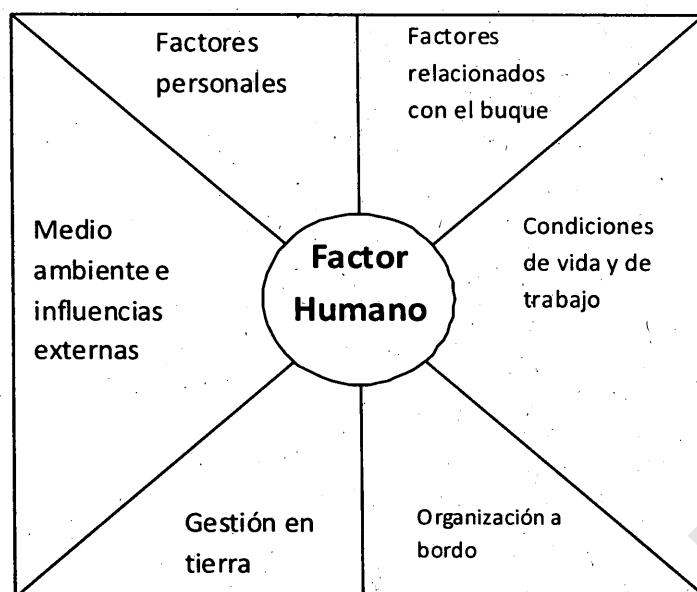 Factores
personales
Factores
relacionados
con el buque
Medio
ambiente e
influencias
externas
Factor
Humano
Condiciones
de vida y de
trabajo
Gestión en
tierra
Organización a
bordo